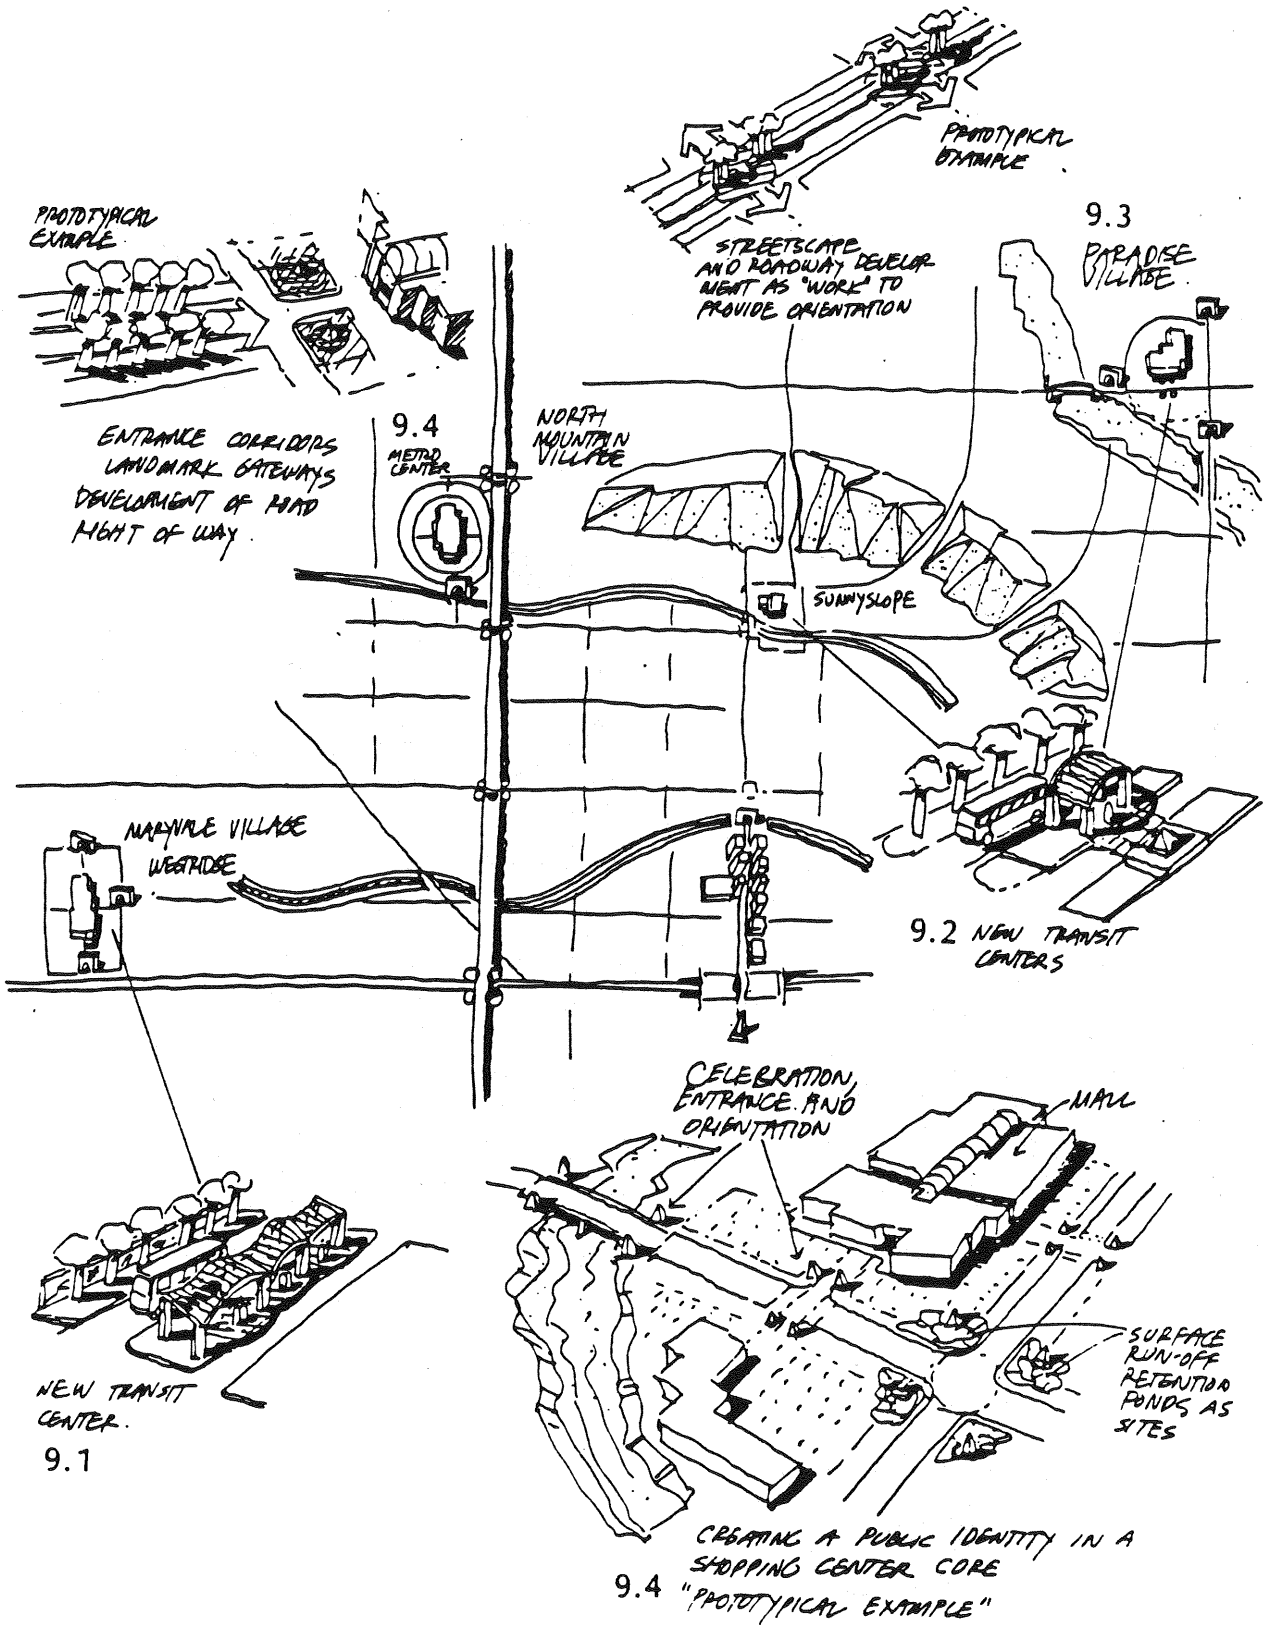 PROTOTYPICAL
EXAMPLE
9.3
PARADISE
VILLAGE
STREETSCAPE
AND ROADWAY DEVELOP
MENT AS "WORK" TO
PROVIDE ORIENTATION
PROTOTYPICAL
EXAMPLE
ENTRANCE CORRIDORS
LANDMARK GATEWAYS
DEVELOPMENT OF ROAD
RIGHT OF WAY.
9.4
METRO
CENTER
NORTH
MOUNTAIN
VILLAGE
SUNNYSLOPE
MARYVALE VILLAGE
WESTRIDGE
9.2 NEW TRANSIT
CENTERS
NEW TRANSIT
CENTER.
9.1
CELEBRATION,
ENTRANCE AND
ORIENTATION
MALL
SURFACE
RUN-OFF
RETENTION
PONDS AS
SITES
CREATING A PUBLIC IDENTITY IN A
SHOPPING CENTER CORE
9.4 "PROTOTYPICAL EXAMPLE"